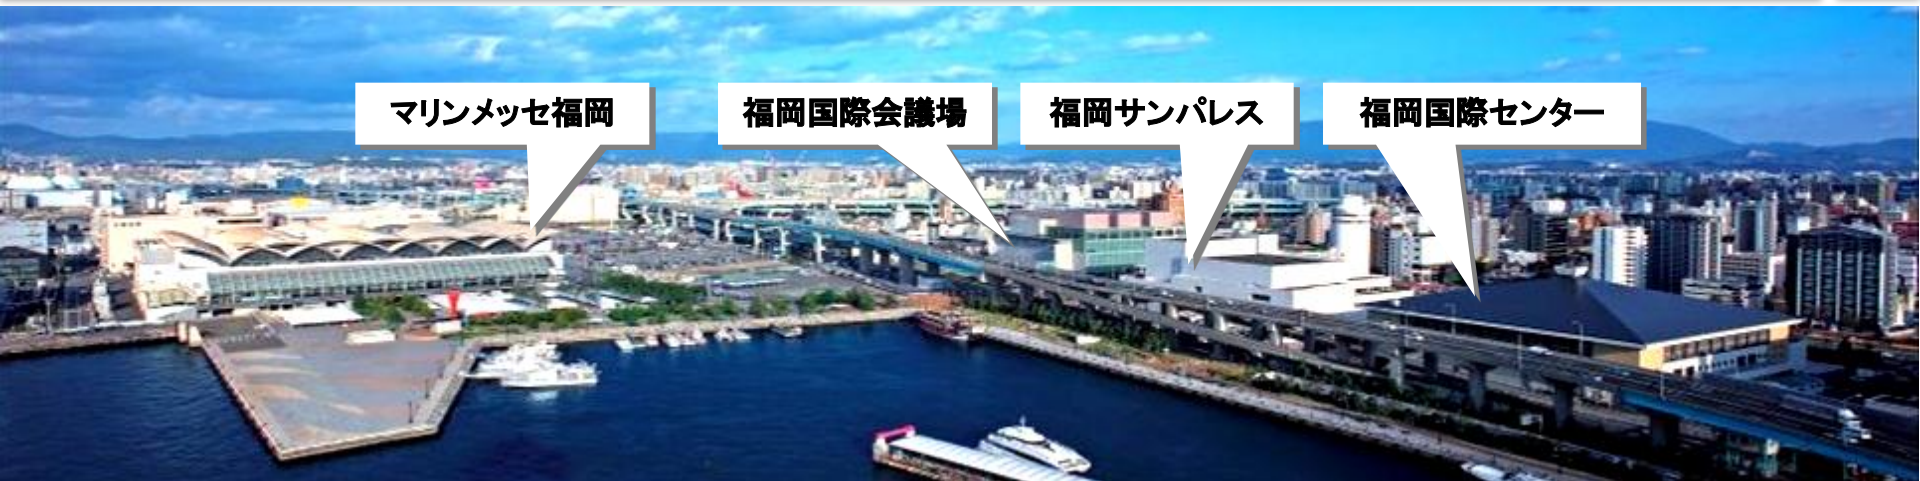 マリンメッセ福岡
福岡国際会議場
福岡サンパレス
福岡国際センター